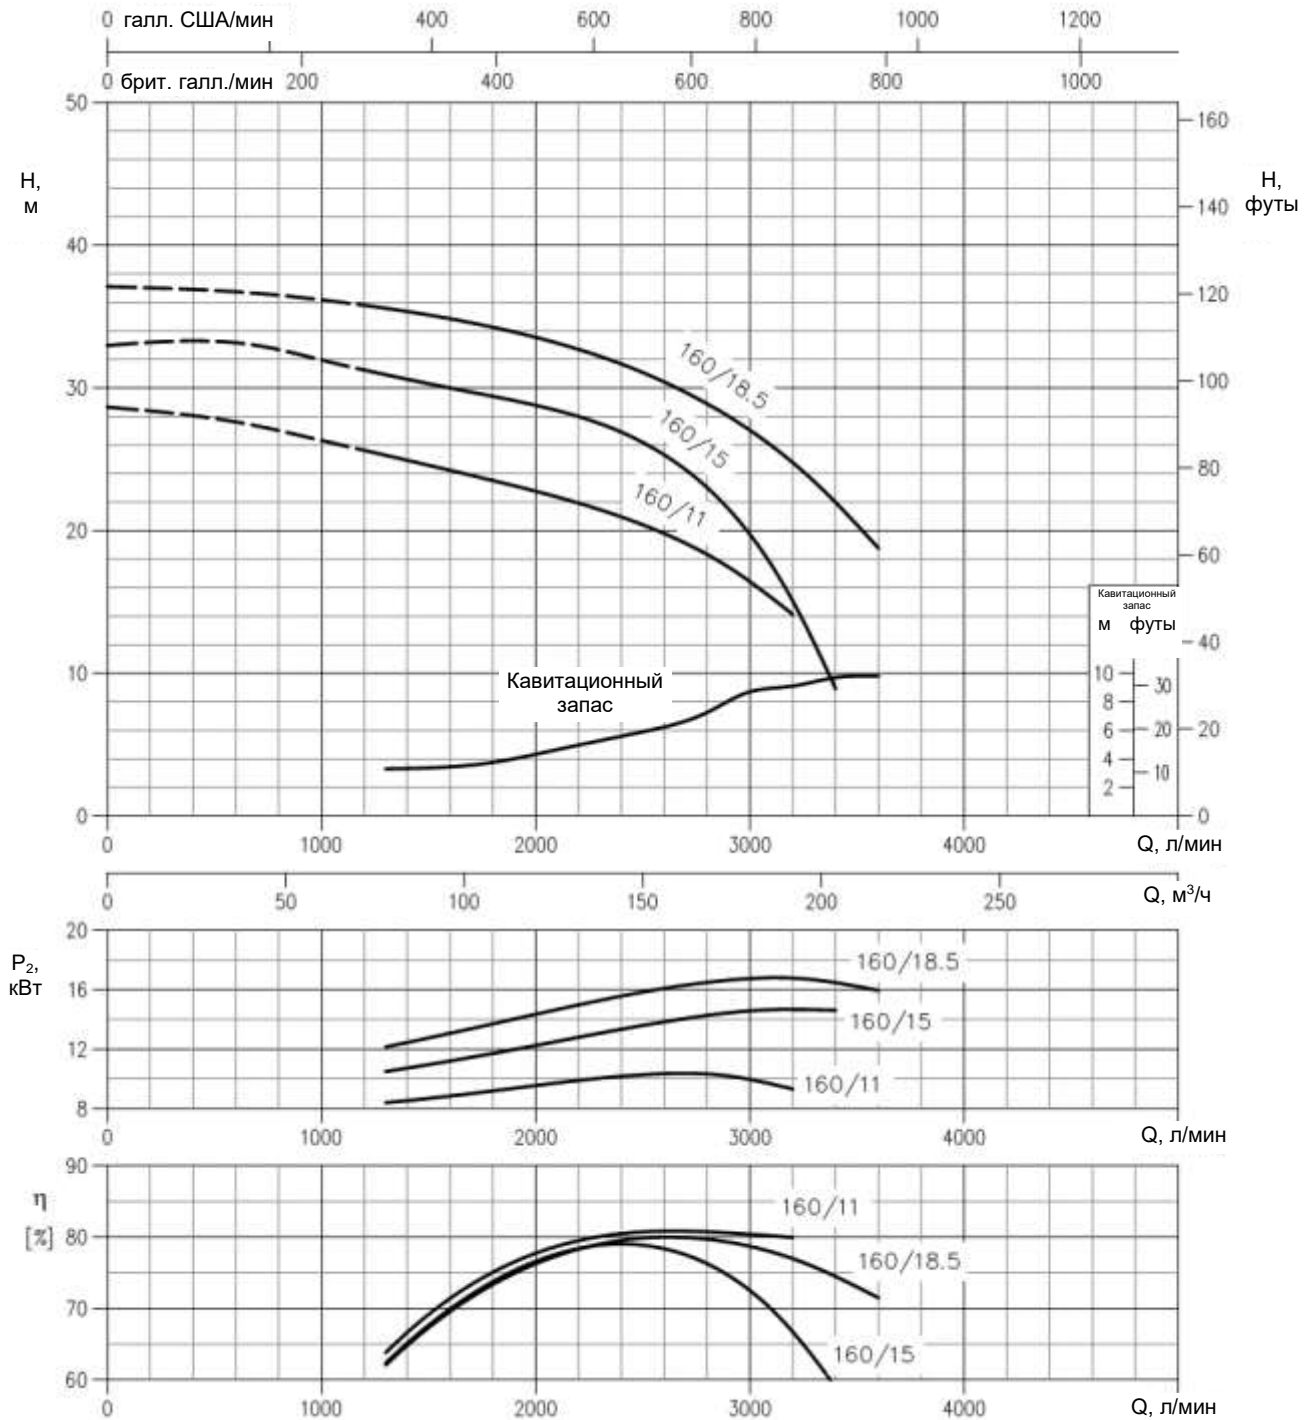 0 галл. США/мин 400 600 800 1000 1200
0 брит. галл./мин 200 400 600 800 1000
50 40 30 20 10 0
Н,
м
160 140 120 100 80 60 40 20 0
Н,
футы
160/18.5
160/15
160/11
Кавитационный
запас
Кавитационный
запас
м футы
10 8 6 4 2
30 20 10
0 1000 2000 3000 4000 Q, л/мин
0 50 100 150 200 250 Q, м³/ч
20 16 12 8
P₂,
кВт
160/18.5
160/15
160/11
0 1000 2000 3000 4000 Q, л/мин
90 80 70 60
η
[%]
160/11
160/18.5
160/15
0 1000 2000 3000 4000 Q, л/мин